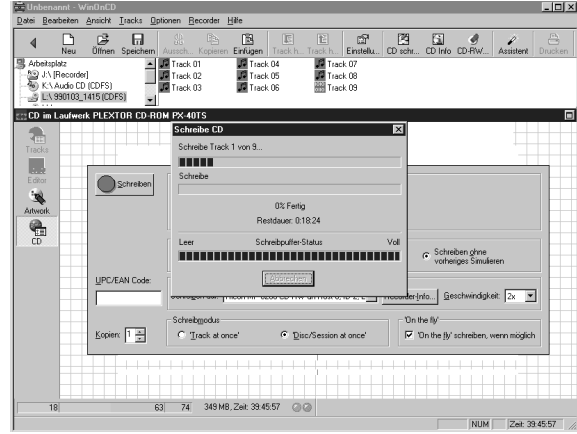 Unbenannt - WinOnCD
Datei Bearbeiten Ansicht Tracks Optionen Recorder Hilfe
Neu Öffnen Speichern Aussch... Kopieren Einfügen Track h... Track h... Einstellu... CD schr... CD Info CD-RW... Assistent Drucken
Arbeitsplatz
J:\ [Recorder]
K:\ Audio CD (CDFS)
L:\ 990103_1415 (CDFS)
Track 01 Track 04 Track 07
Track 02 Track 05 Track 08
Track 03 Track 06 Track 09
CD im Laufwerk PLEXTOR CD-ROM PX-40TS
Tracks
Editor
Artwork
CD
Schreiben
Schreibe CD
Schreibe Track 1 von 9...
Schreibe
0% Fertig
Restdauer: 0:18:24
Leer Schreibpuffer-Status Voll
Abbrechen
Schreiben ohne
vorheriges Simulieren
UPC/EAN Code:
Recorder-Info... Geschwindigkeit: 2x
Kopien: 1
Schreibmodus
'Track at once' 'Disc/Session at once'
'On the fly'
'On the fly' schreiben, wenn möglich
18 63 74 349 MB, Zeit: 39:45:57
NUM Zeit: 39:45:57